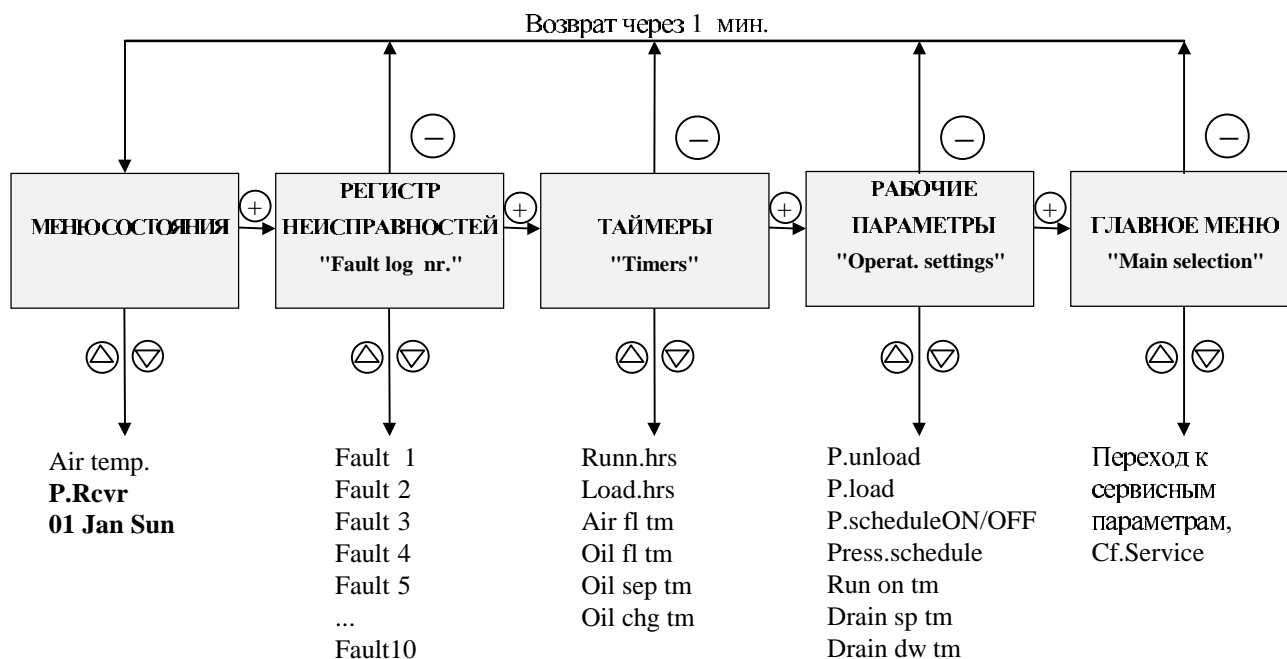 Возврат через 1 мин.
МЕНЮ СОСТОЯНИЯ
+
РЕГИСТР
НЕИСПРАВНОСТЕЙ
"Fault log nr."
+
ТАЙМЕРЫ
"Timers"
+
РАБОЧИЕ
ПАРАМЕТРЫ
"Operat. settings"
+
ГЛАВНОЕ МЕНЮ
"Main selection"
–
–
–
–
Air temp.
P.Rcvr
01 Jan Sun
Fault 1
Fault 2
Fault 3
Fault 4
Fault 5
...
Fault10
Runn.hrs
Load.hrs
Air fl tm
Oil fl tm
Oil sep tm
Oil chg tm
P.unload
P.load
P.scheduleON/OFF
Press.schedule
Run on tm
Drain sp tm
Drain dw tm
Переход к
сервисным
параметрам,
Cf.Service